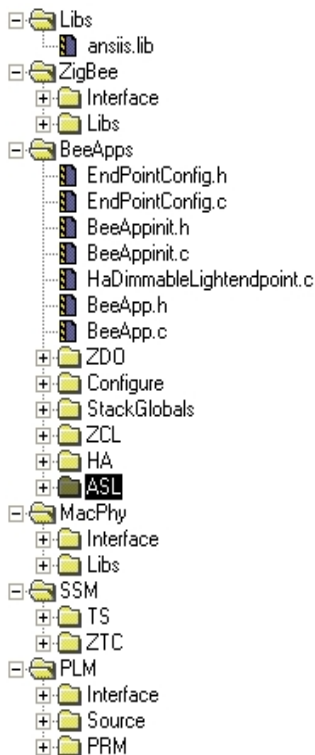 Libs
ansiis.lib
ZigBee
Interface
Libs
BeeApps
EndPointConfig.h
EndPointConfig.c
BeeAppinit.h
BeeAppinit.c
HaDimmableLightendpoint.c
BeeApp.h
BeeApp.c
ZDO
Configure
StackGlobals
ZCL
HA
ASL
MacPhy
Interface
Libs
SSM
TS
ZTC
PLM
Interface
Source
PRM